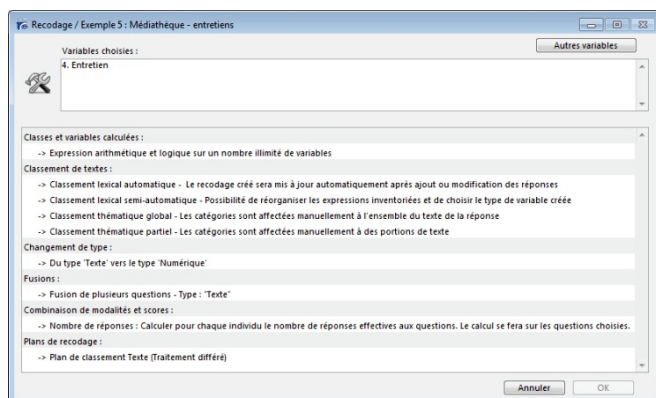 Recodage / Exemple 5 : Médiathèque - entretiens
Autres variables
Variables choisies :
4. Entretien
Classes et variables calculées :
-> Expression arithmétique et logique sur un nombre illimité de variables
Classement de textes :
-> Classement lexical automatique - Le recodage créé sera mis à jour automatiquement après ajout ou modification des réponses
-> Classement lexical semi-automatique - Possibilité de réorganiser les expressions inventoriées et de choisir le type de variable créée
-> Classement thématique global - Les catégories sont affectées manuellement à l'ensemble du texte de la réponse
-> Classement thématique partiel - Les catégories sont affectées manuellement à des portions de texte
Changement de type :
-> Du type 'Texte' vers le type 'Numérique'
Fusions :
-> Fusion de plusieurs questions - Type : "Texte"
Combinaison de modalités et scores :
-> Nombre de réponses : Calculer pour chaque individu le nombre de réponses effectives aux questions. Le calcul se fera sur les questions choisies.
Plans de recodage :
-> Plan de classement Texte (Traitement différé)
Annuler
OK